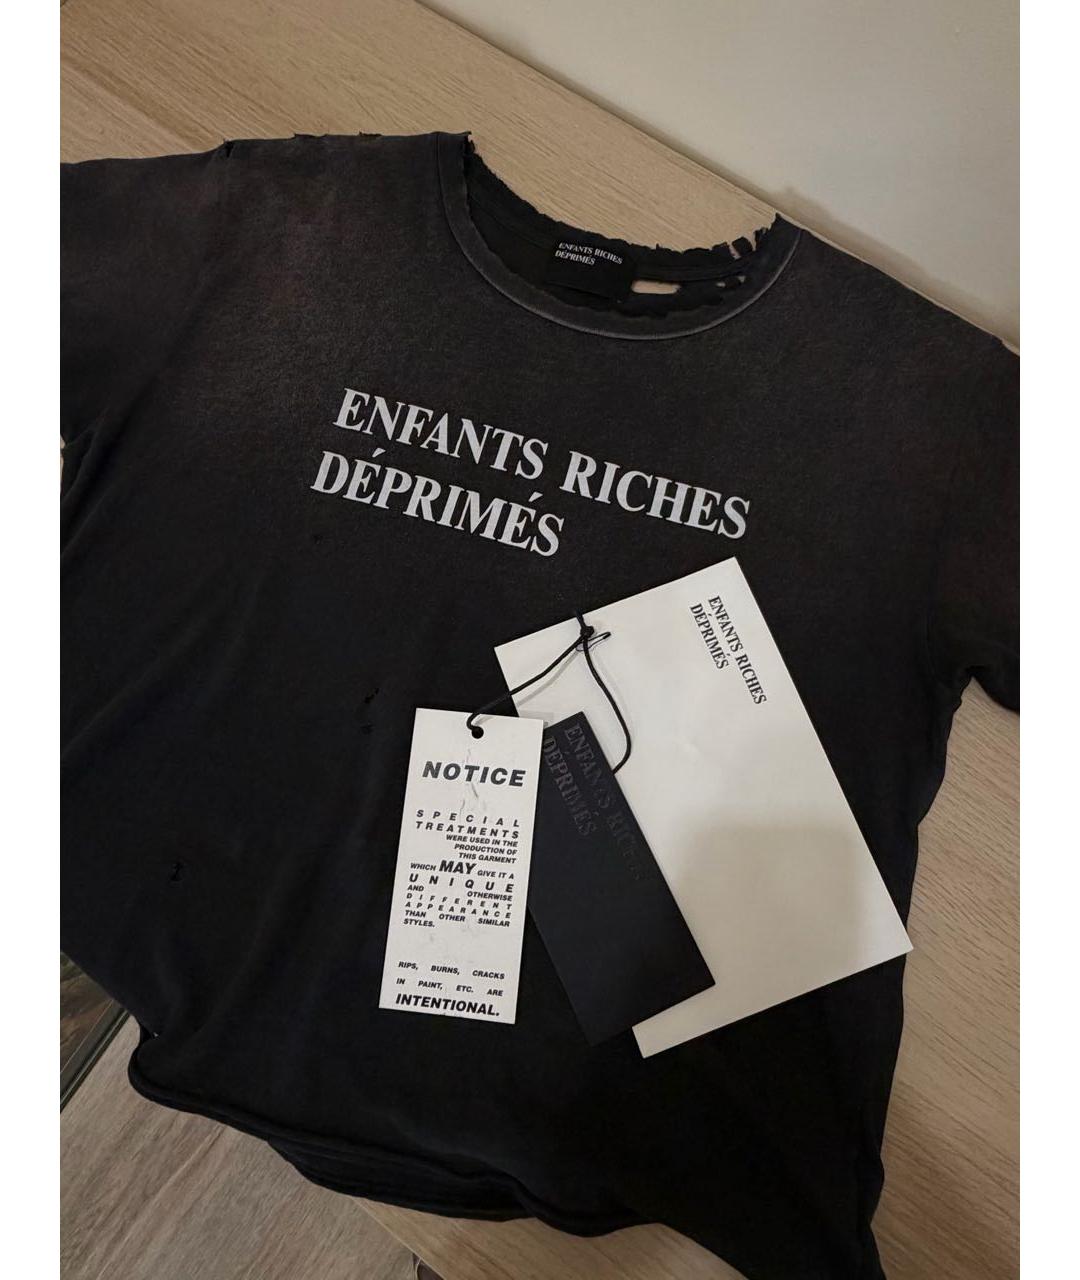 ENFANTS RICHES
DÉPRIMÉS
ENFANTS RICHES
DÉPRIMÉS
ENFANTS RICHES
DÉPRIMÉS
ENFANTS RICHES
DÉPRIMÉS
NOTICE
SPECIAL
TREATMENTS
WERE USED IN THE
PRODUCTION OF
THIS GARMENT
WHICH MAY GIVE IT A
UNIQUE
AND OTHERWISE
DIFFERENT
APPEARANCE
THAN OTHER SIMILAR
STYLES.
RIPS, BURNS, CRACKS
IN PAINT, ETC. ARE
INTENTIONAL.